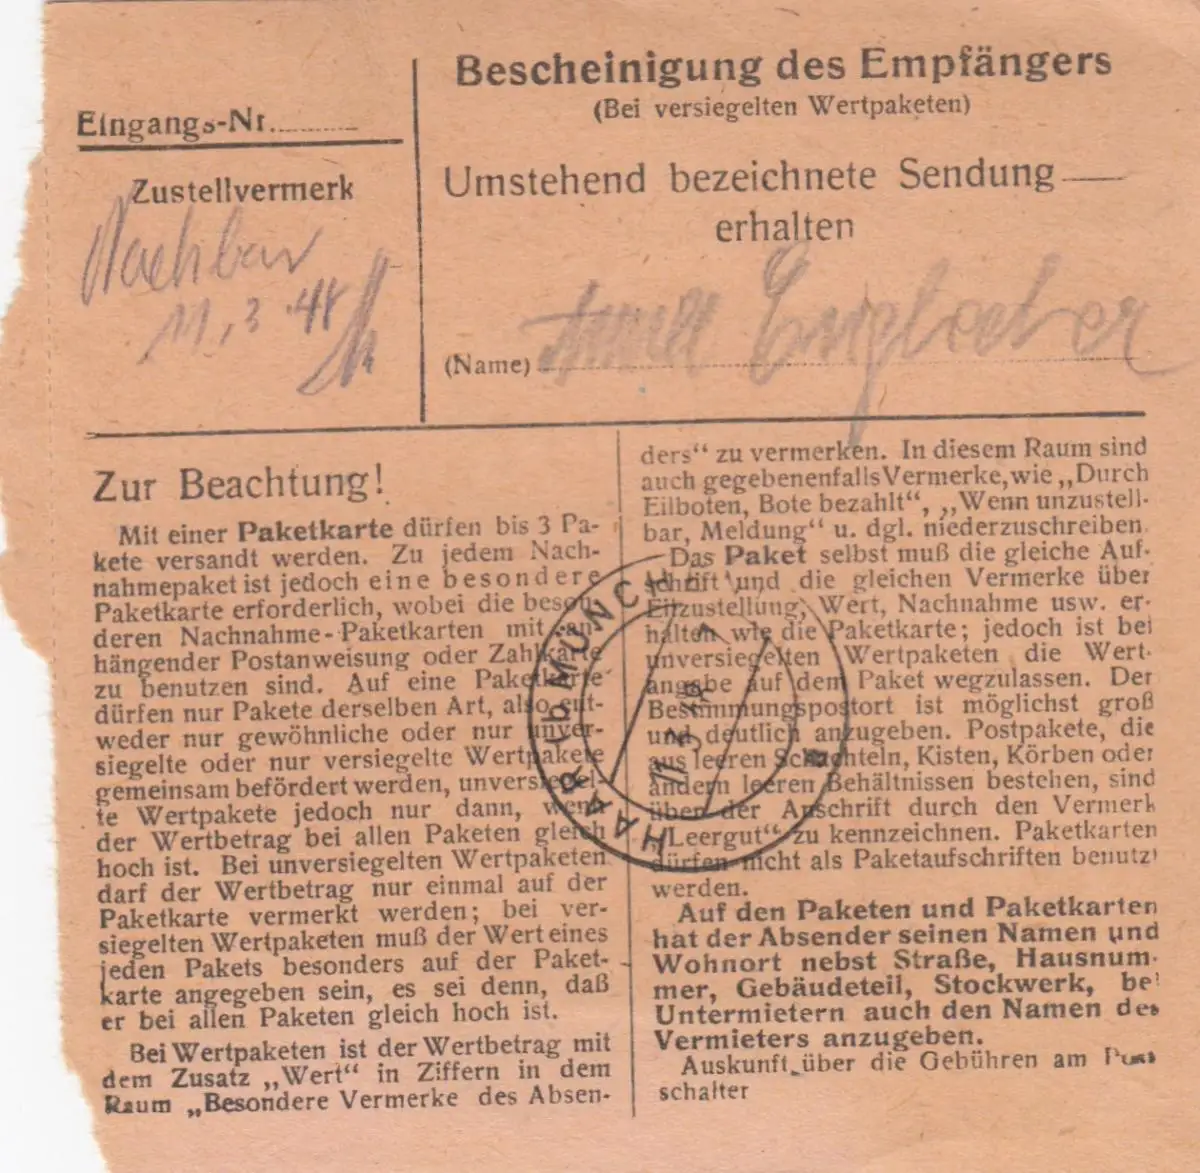 Eingangs-Nr.
Zustellvermerk
Nachbar
11.3.48
Bescheinigung des Empfängers
(Bei versiegelten Wertpaketen)
Umstehend bezeichnete Sendung
erhalten
(Name)
Zur Beachtung!
Mit einer Paketkarte dürfen bis 3 Pa-
kete versandt werden. Zu jedem Nach-
nahmepaket ist jedoch eine besondere
Paketkarte erforderlich, wobei die beson-
deren Nachnahme-Paketkarten mit an-
hängender Postanweisung oder Zahlkarte
zu benutzen sind. Auf eine Paketkarte
dürfen nur Pakete derselben Art, also ent-
weder nur gewöhnliche oder nur unver-
siegelte oder nur versiegelte Wertpakete
gemeinsam befördert werden, unversiegel-
te Wertpakete jedoch nur dann, wenn
der Wertbetrag bei allen Paketen gleich
hoch ist. Bei unversiegelten Wertpaketen
darf der Wertbetrag nur einmal auf der
Paketkarte vermerkt werden; bei ver-
siegelten Wertpaketen muß der Wert eines
jeden Pakets besonders auf der Paket-
karte angegeben sein, es sei denn, daß
er bei allen Paketen gleich hoch ist.
Bei Wertpaketen ist der Wertbetrag mit
dem Zusatz „Wert“ in Ziffern in dem
Raum „Besondere Vermerke des Absen-
ders“ zu vermerken. In diesem Raum sind
auch gegebenenfalls Vermerke, wie „Durch
Eilboten, Bote bezahlt“, „Wenn unzustell-
bar, Meldung“ u. dgl. niederzuschreiben.
Das Paket selbst muß die gleiche Auf-
schrift und die gleichen Vermerke über
Eilzustellung, Wert, Nachnahme usw. er-
halten wie die Paketkarte; jedoch ist bei
unversiegelten Wertpaketen die Wert-
angabe auf dem Paket wegzulassen. Der
Bestimmungspostort ist möglichst groß
und deutlich anzugeben. Postpakete, die
aus leeren Schachteln, Kisten, Körben oder
andern leeren Behältnissen bestehen, sind
über der Anschrift durch den Vermerk
„Leergut“ zu kennzeichnen. Paketkarten
dürfen nicht als Paketaufschriften benutzt
werden.
Auf den Paketen und Paketkarten
hat der Absender seinen Namen und
Wohnort nebst Straße, Hausnum-
mer, Gebäudeteil, Stockwerk, bei
Untermietern auch den Namen des
Vermieters anzugeben.
Auskunft über die Gebühren am Post
schalter
HAAR (b MÜNCH